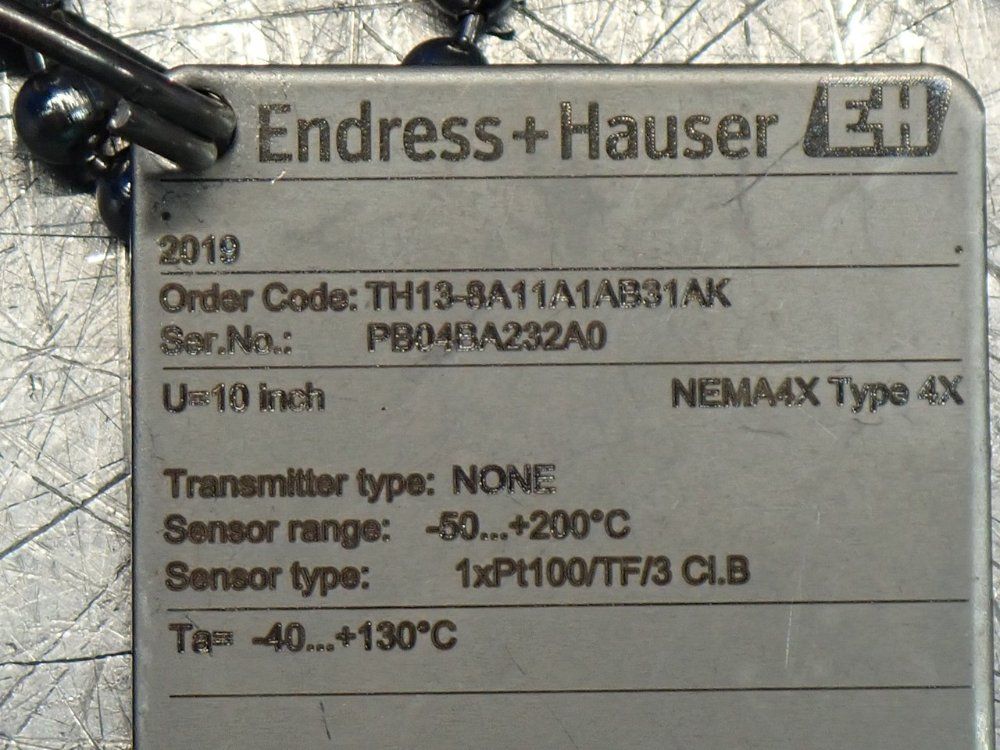 Endress+Hauser EH
2019
Order Code: TH13-8A11A1AB31AK
Ser.No.: PB04BA232A0
U=10 inch NEMA4X Type 4X
Transmitter type: NONE
Sensor range: -50...+200°C
Sensor type: 1xPt100/TF/3 Cl.B
Ta= -40...+130°C